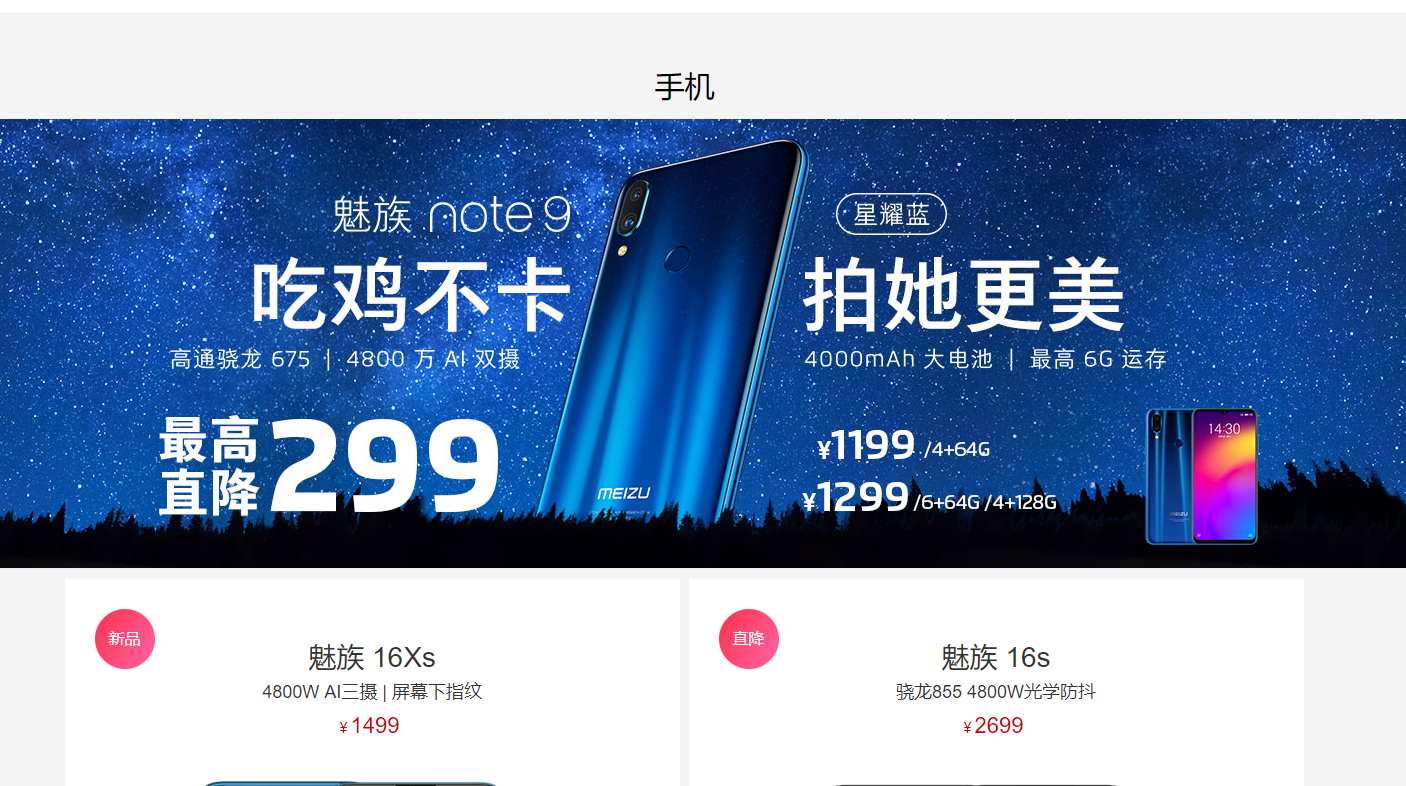 手机
魅族 note 9
星耀蓝
吃鸡不卡
拍她更美
高通骁龙 675 | 4800 万 AI 双摄
4000mAh 大电池 | 最高 6G 运存
最高
直降
299
¥1199 /4+64G
¥1299 /6+64G /4+128G
MEIZU
14:30
MEIZU
新品
魅族 16Xs
4800W AI三摄 | 屏幕下指纹
¥1499
直降
魅族 16s
骁龙855 4800W光学防抖
¥2699